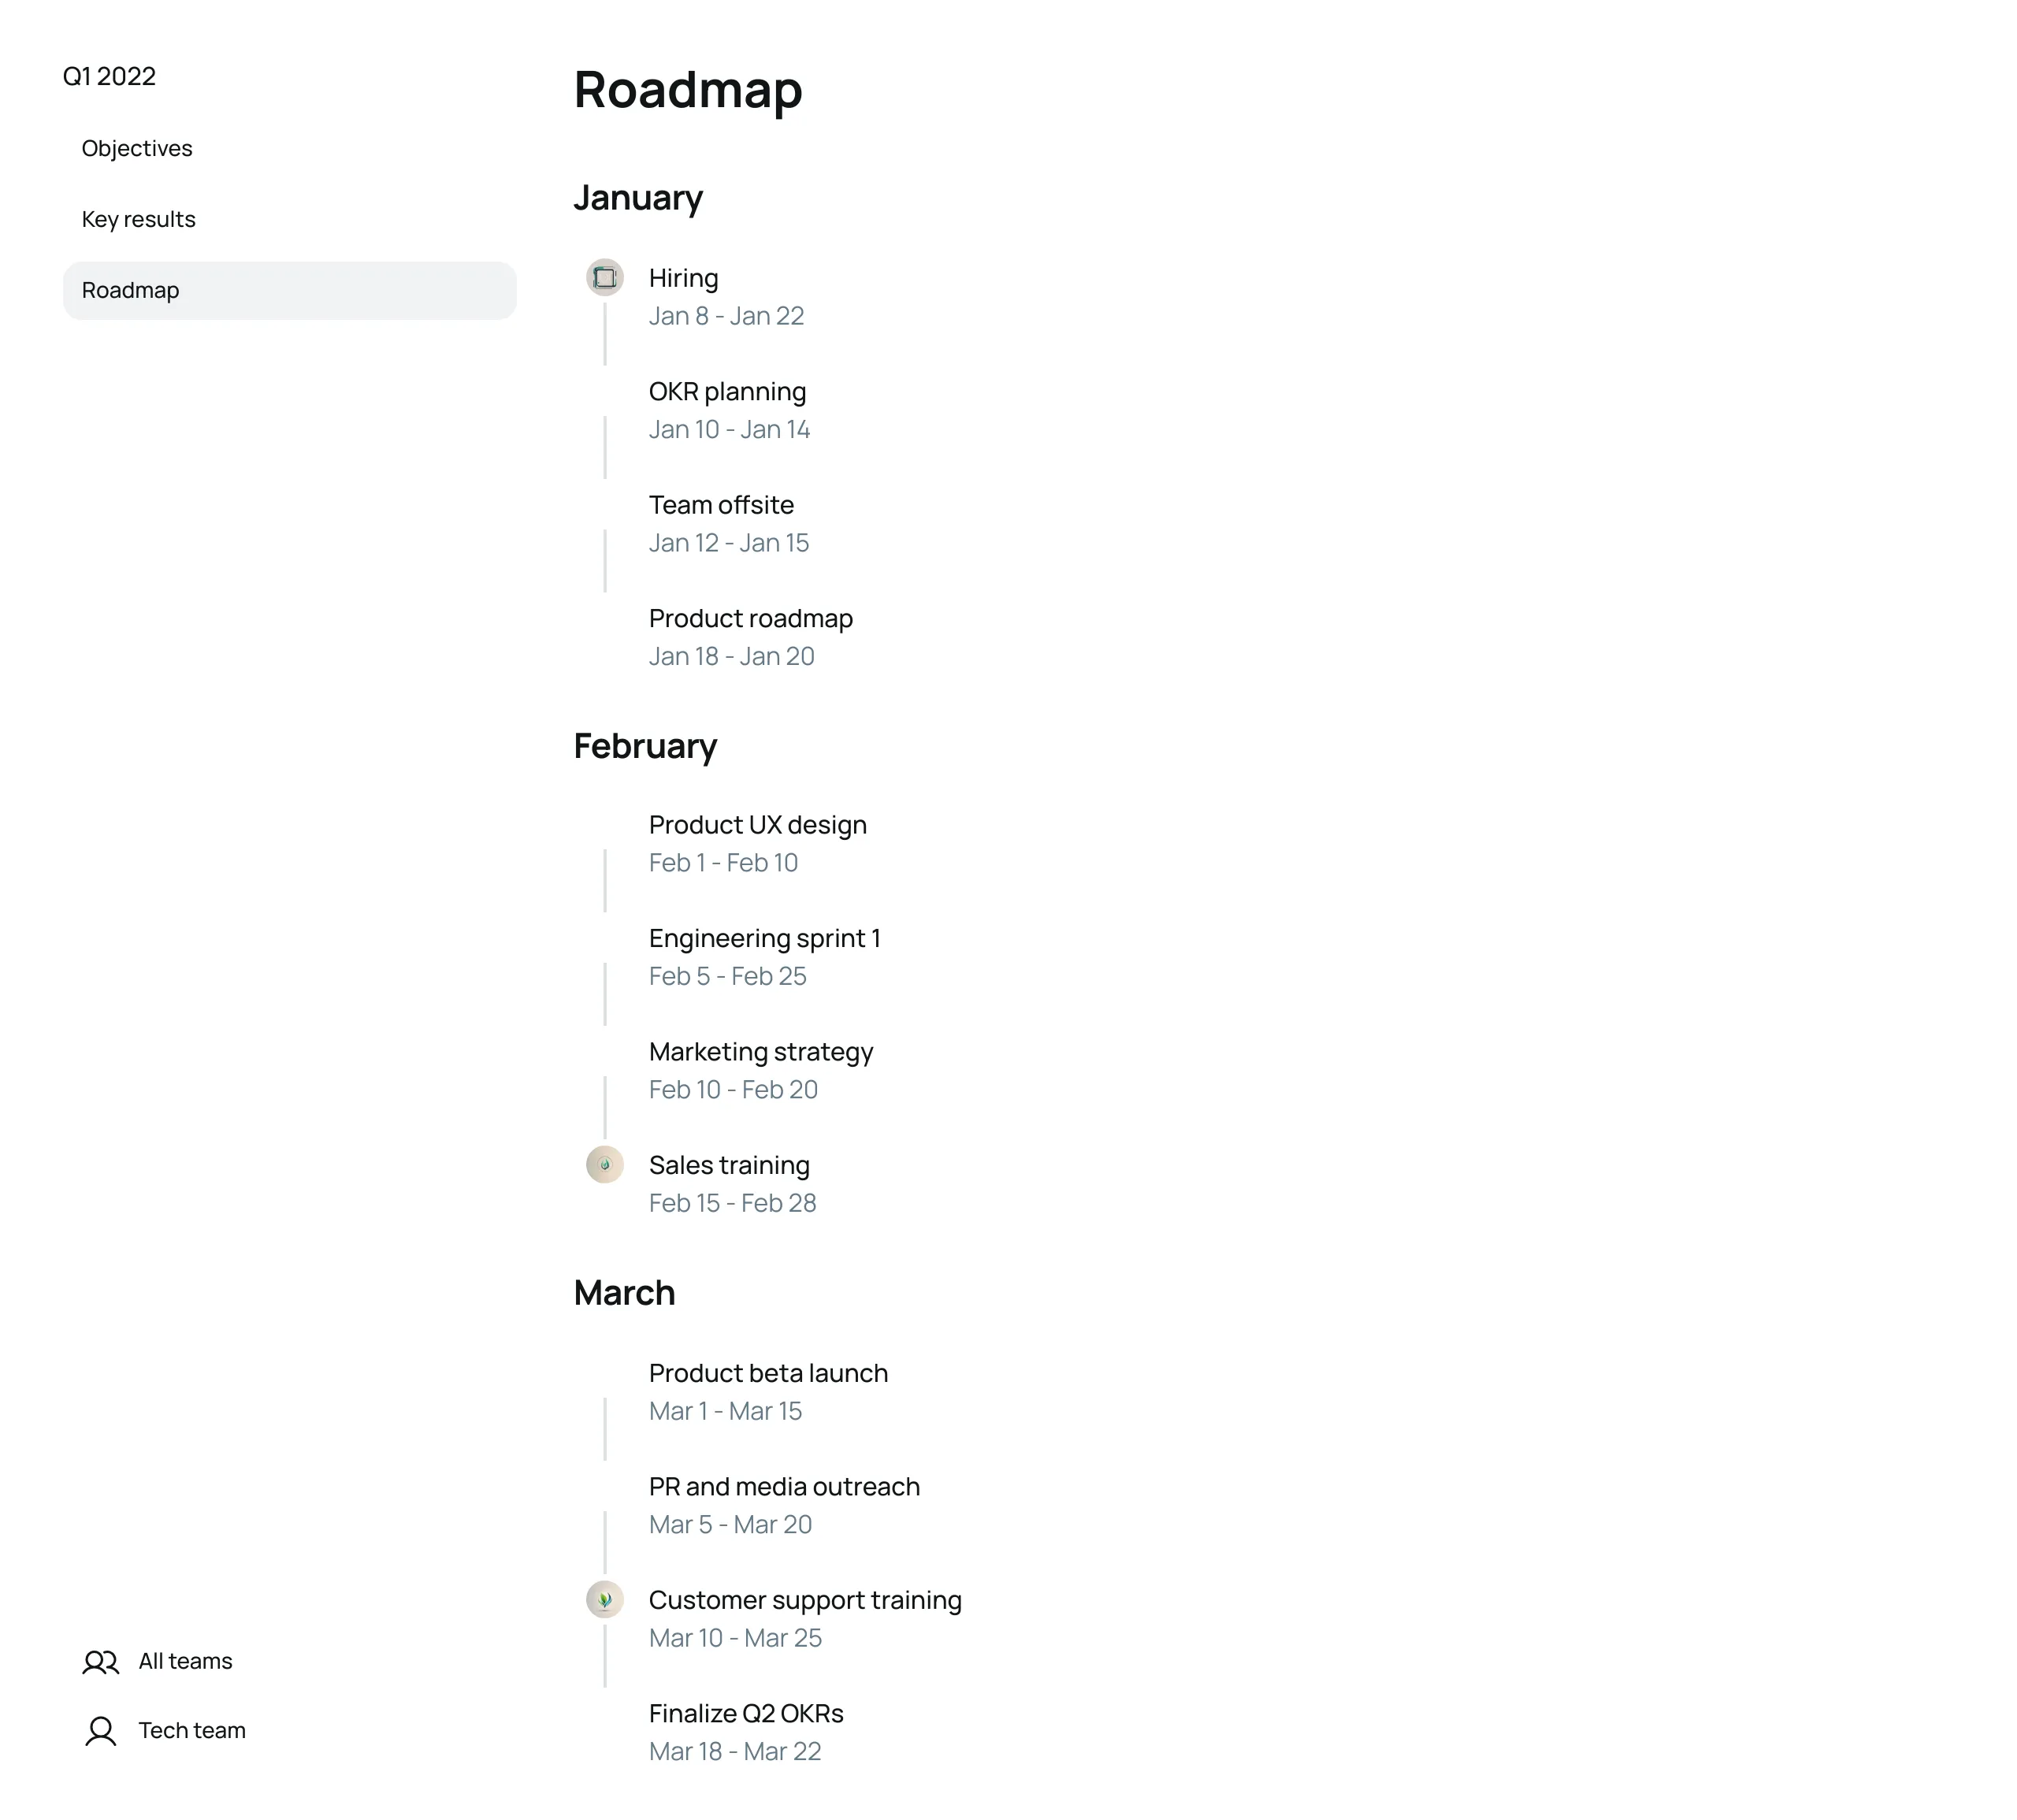 Q1 2022
Objectives
Key results
Roadmap
All teams
Tech team
Roadmap
January
Hiring
Jan 8 - Jan 22
OKR planning
Jan 10 - Jan 14
Team offsite
Jan 12 - Jan 15
Product roadmap
Jan 18 - Jan 20
February
Product UX design
Feb 1 - Feb 10
Engineering sprint 1
Feb 5 - Feb 25
Marketing strategy
Feb 10 - Feb 20
Sales training
Feb 15 - Feb 28
March
Product beta launch
Mar 1 - Mar 15
PR and media outreach
Mar 5 - Mar 20
Customer support training
Mar 10 - Mar 25
Finalize Q2 OKRs
Mar 18 - Mar 22